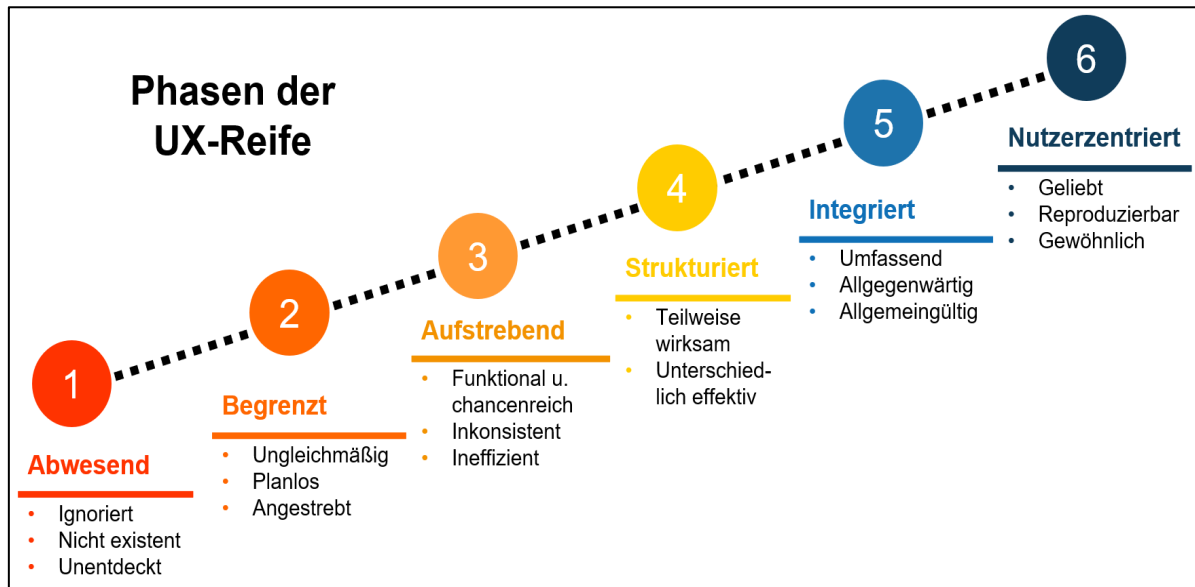 Phasen der
UX-Reife
1
Abwesend
• Ignoriert
• Nicht existent
• Unentdeckt
2
Begrenzt
• Ungleichmäßig
• Planlos
• Angestrebt
3
Aufstrebend
• Funktional u.
chancenreich
• Inkonsistent
• Ineffizient
4
Strukturiert
• Teilweise
wirksam
• Unterschied-
lich effektiv
5
Integriert
• Umfassend
• Allgegenwärtig
• Allgemeingültig
6
Nutzerzentriert
• Geliebt
• Reproduzierbar
• Gewöhnlich